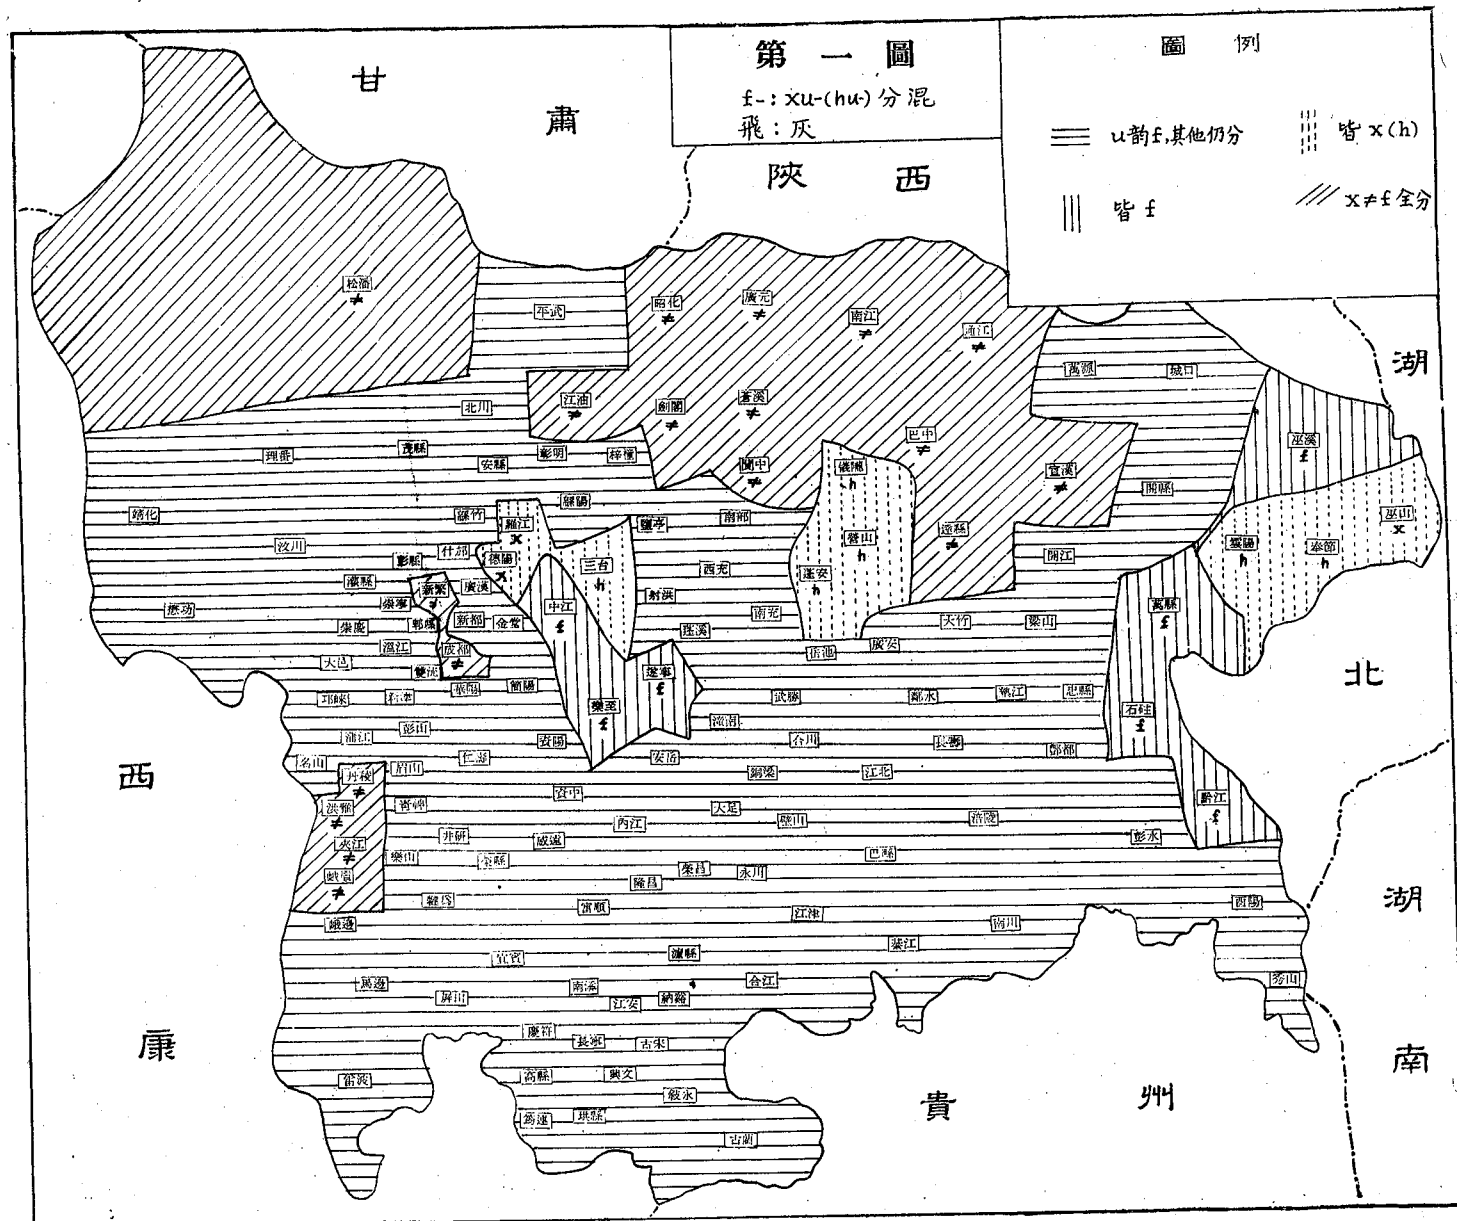 第一圖
f-:xu-(hu-)分混
飛:灰
圖例
u韵f,其他仍分
皆x(h)
皆f
x≠f全分
甘
肅
陝西
湖
北
湖
南
貴州
西
康
松潘
≠
平武
昭化
≠
廣元
≠
南江
≠
通江
≠
萬源
城口
北川
江油
≠
劍閣
≠
蒼溪
≠
巴中
≠
巫溪
f
理番
茂縣
安縣
彰明
梓橦
閬中
≠
儀隴
h
宣漢
≠
開縣
靖化
綿竹
綿陽
羅江
x
鹽亭
南部
營山
h
達縣
≠
巫山
x
汶川
彭縣
什邡
德陽
x
三台
h
西充
蓬安
h
開江
雲陽
h
奉節
h
懋功
灌縣
新繁
≠
廣漢
中江
f
射洪
南充
大竹
梁山
萬縣
f
崇寧
崇慶
郫縣
新都
金堂
蓬溪
岳池
廣安
大邑
溫江
成都
≠
雙流
遂寧
f
邛崍
新津
華陽
簡陽
樂至
f
潼南
武勝
鄰水
墊江
忠縣
石砫
f
蒲江
彭山
資陽
合川
長壽
酆都
名山
丹稜
≠
眉山
仁壽
安岳
銅梁
江北
黔江
f
洪雅
≠
青神
資中
大足
璧山
涪陵
夾江
≠
井研
威遠
內江
彭水
峨眉
≠
樂山
榮縣
榮昌
永川
巴縣
隆昌
犍爲
富順
江津
酉陽
峨邊
南川
宜賓
瀘縣
綦江
馬邊
屏山
南溪
江安
納谿
合江
秀山
慶符
長寧
古宋
雷波
高縣
興文
敘永
筠連
珙縣
古藺